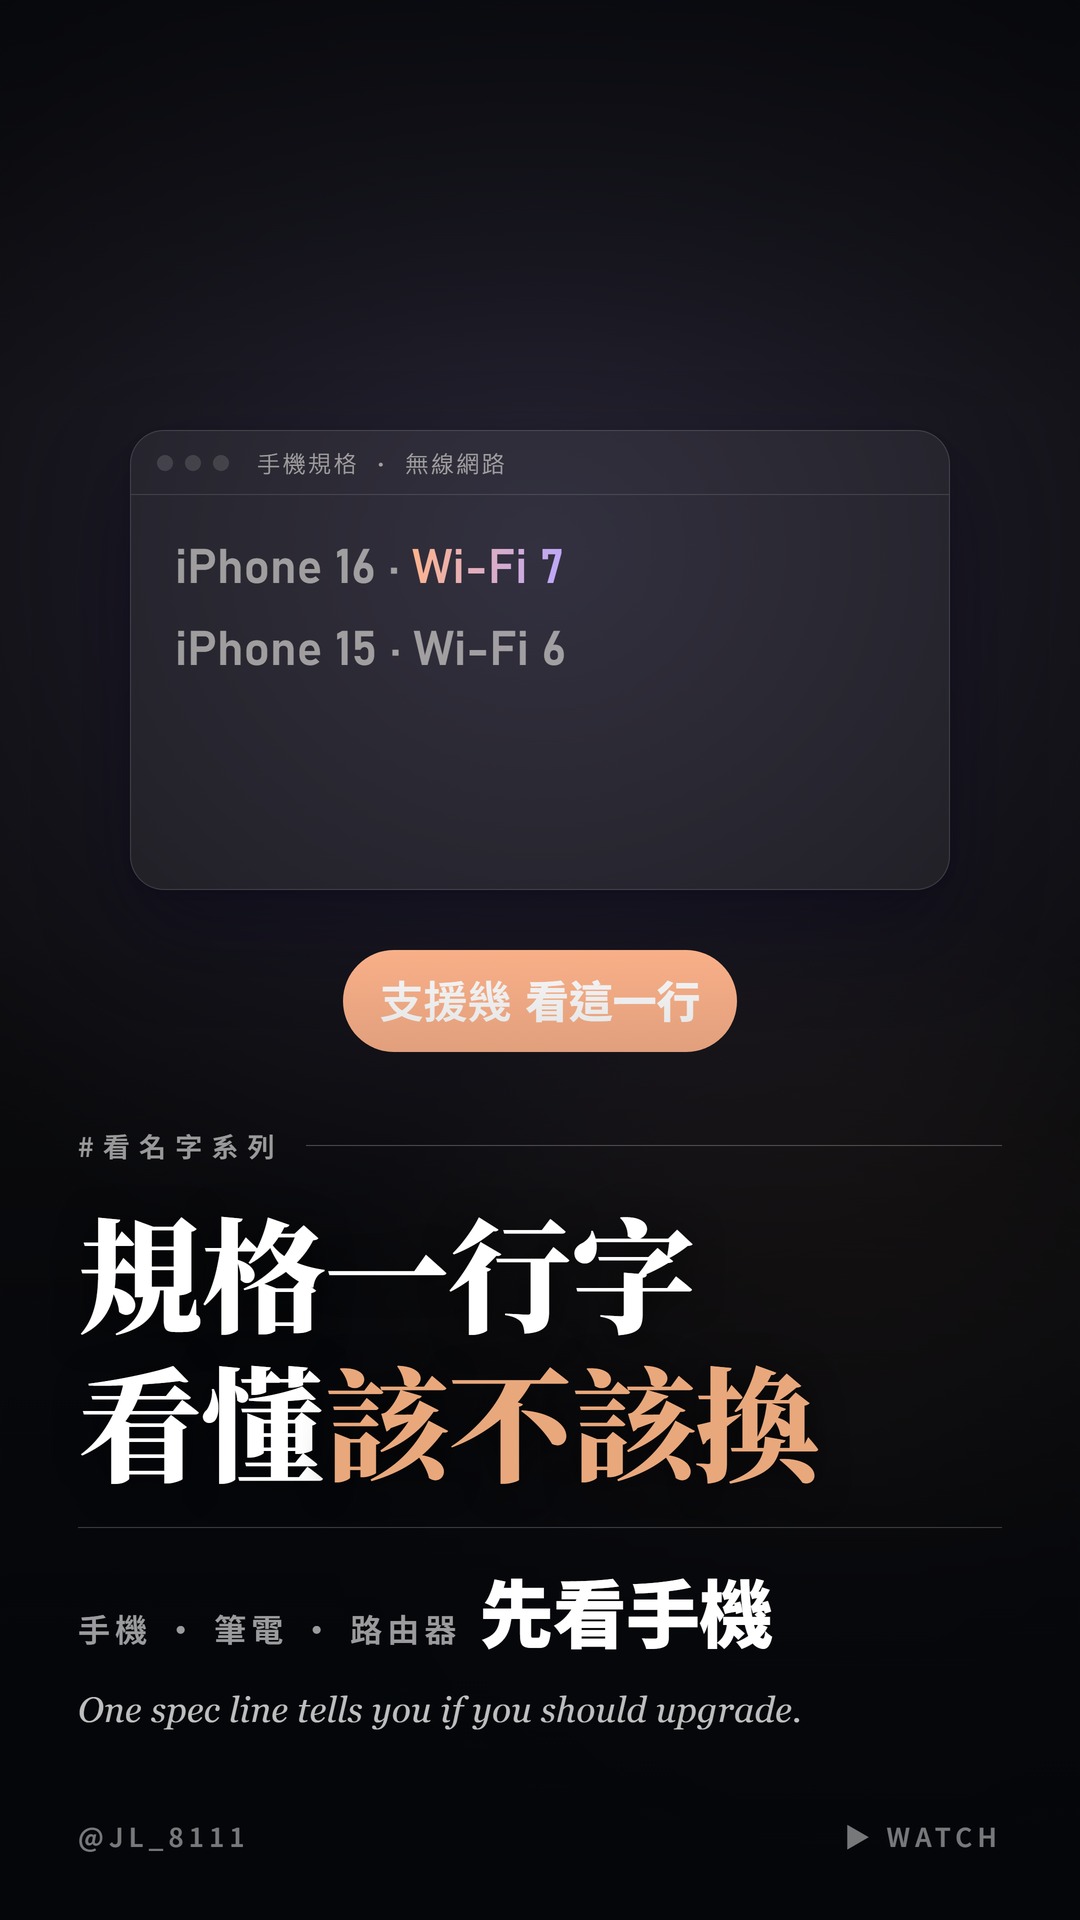 手機規格 · 無線網路
iPhone 16 · Wi-Fi 7
iPhone 15 · Wi-Fi 6
支援幾 看這一行
#看名字系列
規格一行字
看懂該不該換
手機 · 筆電 · 路由器 先看手機
One spec line tells you if you should upgrade.
@JL_8111
▶ WATCH